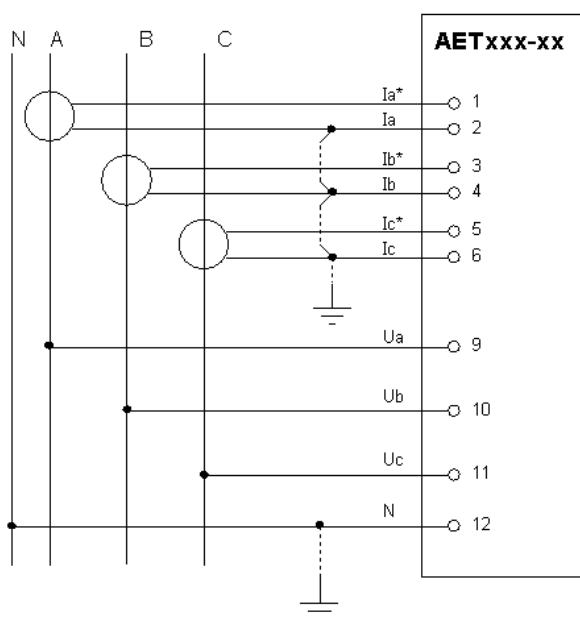 N A B C
AETxxx-xx
Ia* 1
Ia 2
Ib* 3
Ib 4
Ic* 5
Ic 6
Ua 9
Ub 10
Uc 11
N 12